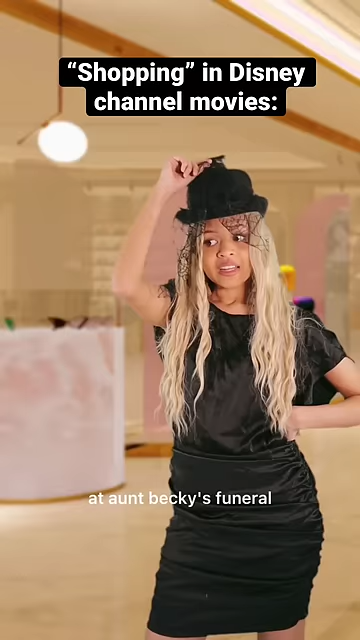 “Shopping” in Disney
channel movies:
at aunt becky's funeral